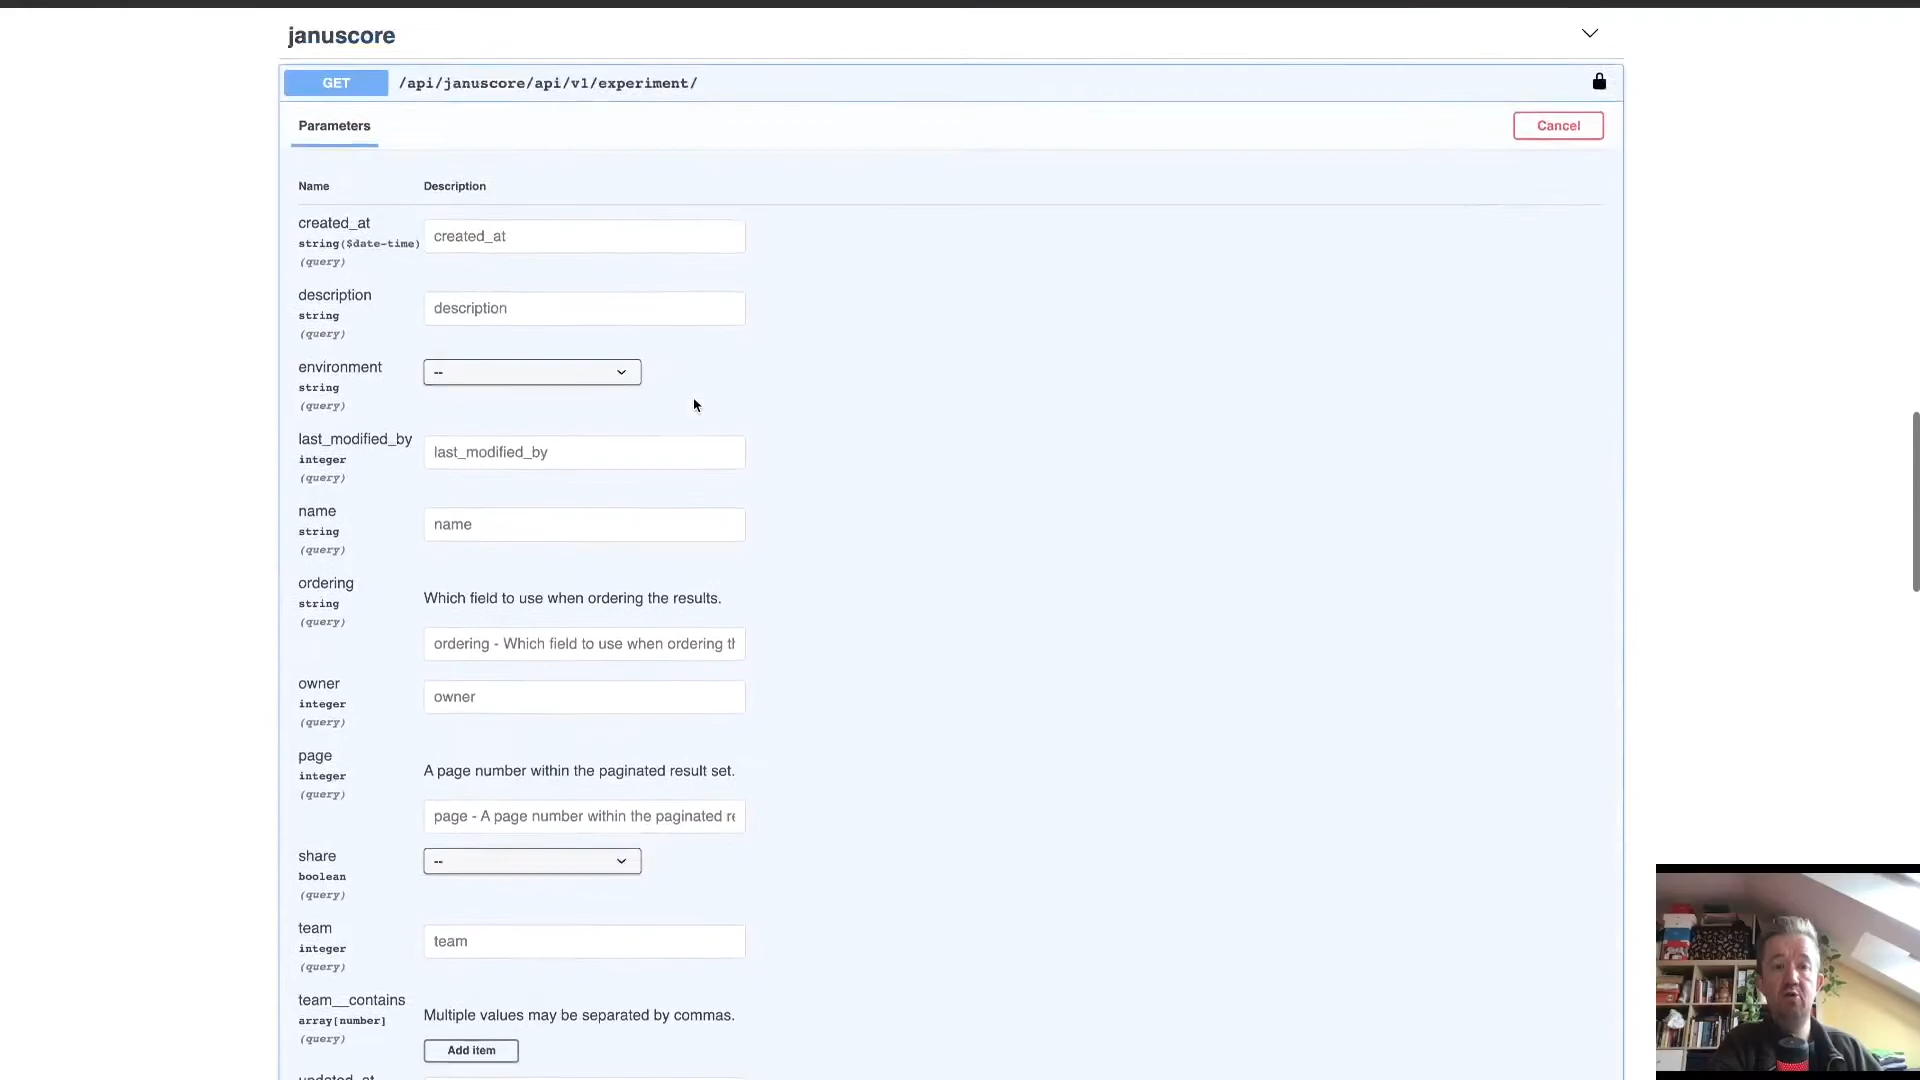 januscore
GET /api/januscore/api/v1/experiment/
Parameters
Cancel
Name Description
created_at
string($date-time)
(query)
created_at
description
string
(query)
description
environment
string
(query)
--
last_modified_by
integer
(query)
last_modified_by
name
string
(query)
name
ordering
string
(query)
Which field to use when ordering the results.
ordering - Which field to use when ordering th
owner
integer
(query)
owner
page
integer
(query)
A page number within the paginated result set.
page - A page number within the paginated re
share
boolean
(query)
--
team
integer
(query)
team
team__contains
array[number]
(query)
Multiple values may be separated by commas.
Add item
updated_at